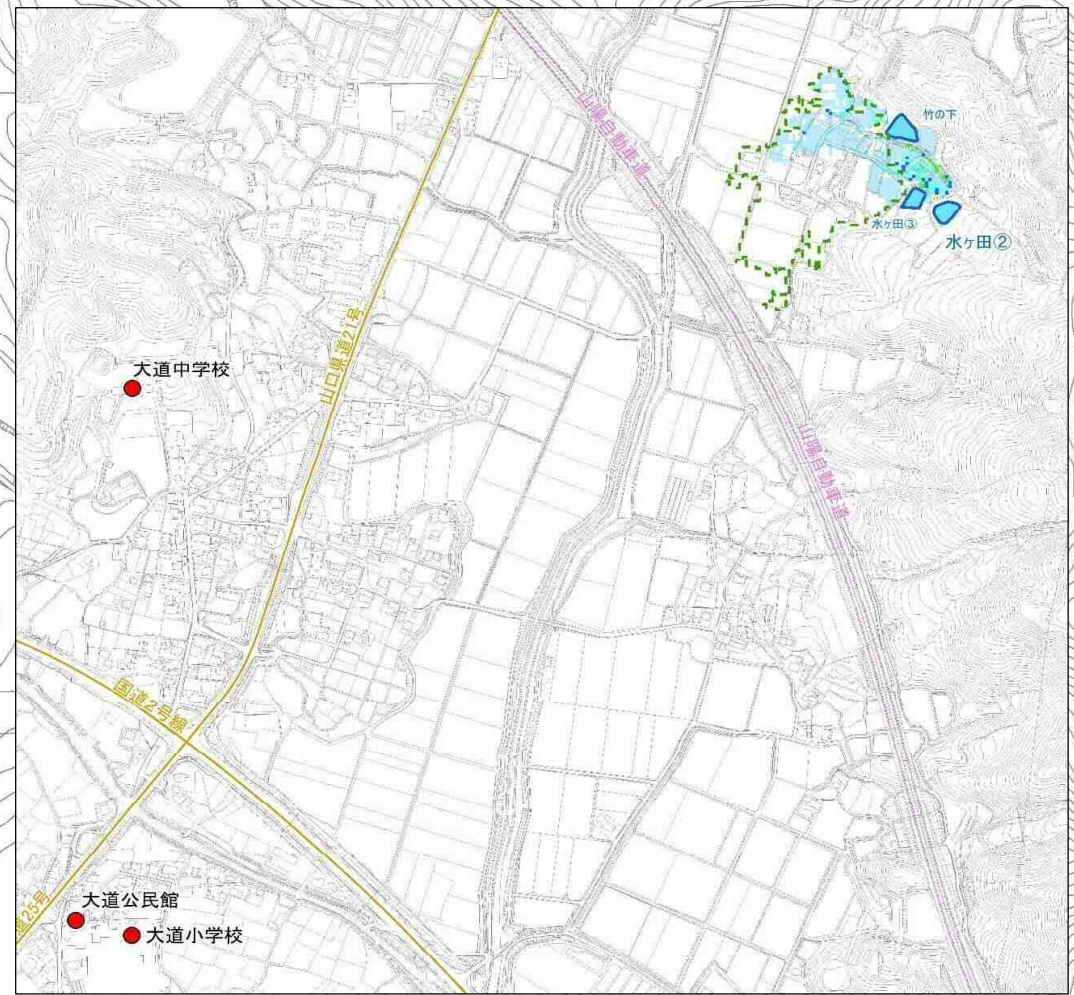 山陽自動車道
竹の下
水ヶ田③
水ヶ田②
山口県道21号
大道中学校
山陽自動車道
国道2号線
大道公民館
道25号
大道小学校